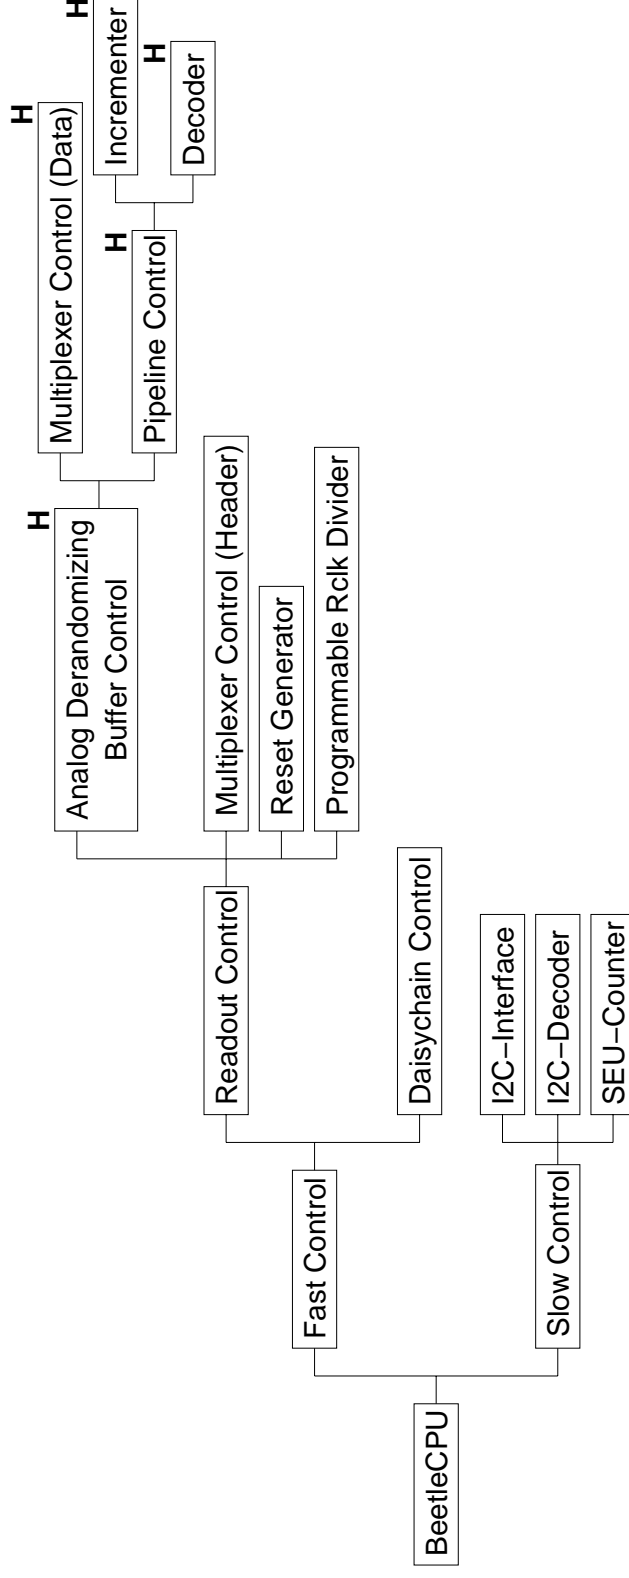 BeetleCPU
Fast Control
Slow Control
Readout Control
Daisychain Control
I2C−Interface
I2C−Decoder
SEU−Counter
H
Analog Derandomizing
Buffer Control
Multiplexer Control (Header)
Reset Generator
Programmable Rclk Divider
H
Multiplexer Control (Data)
H
Pipeline Control
H
Incrementer
H
Decoder